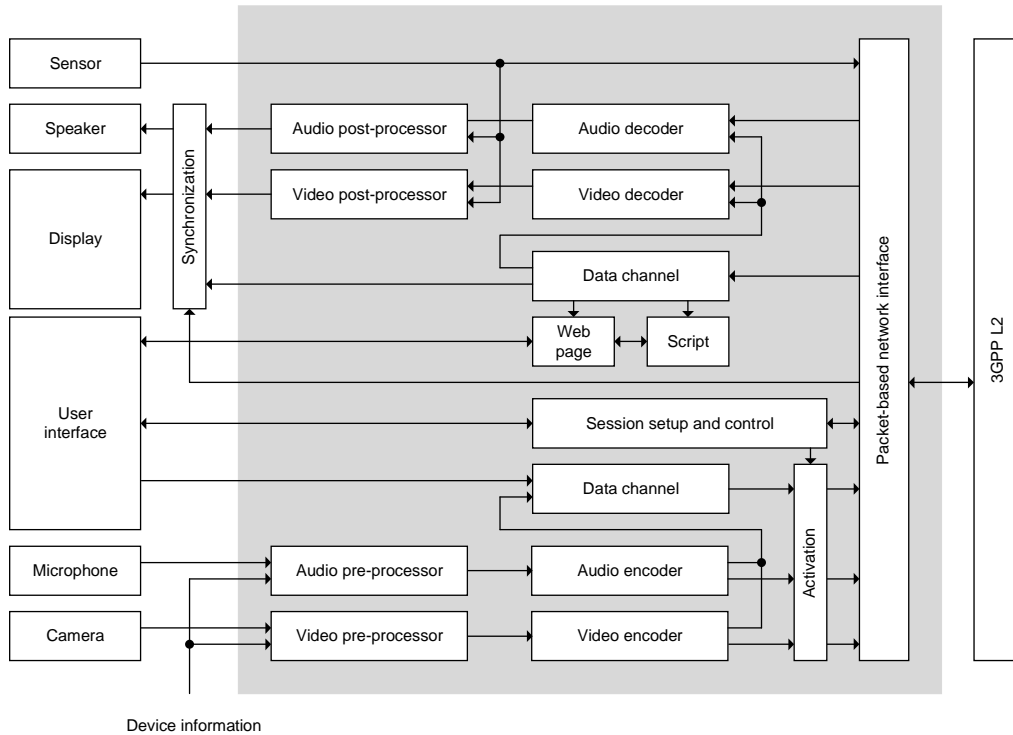 Sensor
Speaker
Audio post-processor
Audio decoder
Synchronization
Video post-processor
Video decoder
Display
Data channel
Packet-based network interface
3GPP L2
Web
page
Script
User
interface
Session setup and control
Data channel
Activation
Microphone
Audio pre-processor
Audio encoder
Camera
Video pre-processor
Video encoder
Device information